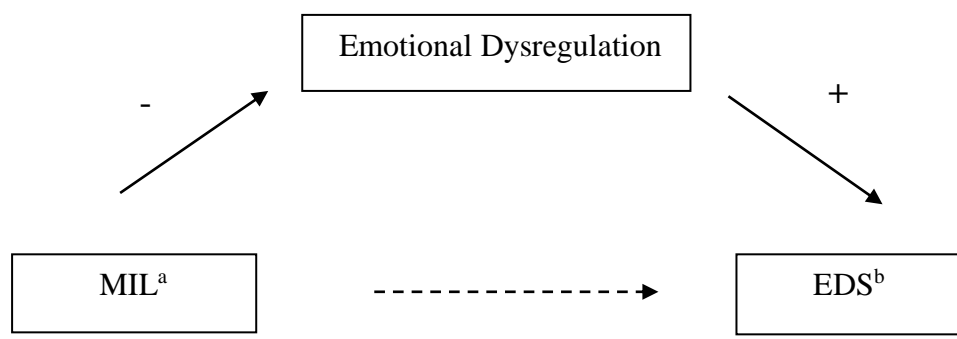 Emotional Dysregulation
-
+
MILᵃ
EDSᵇ